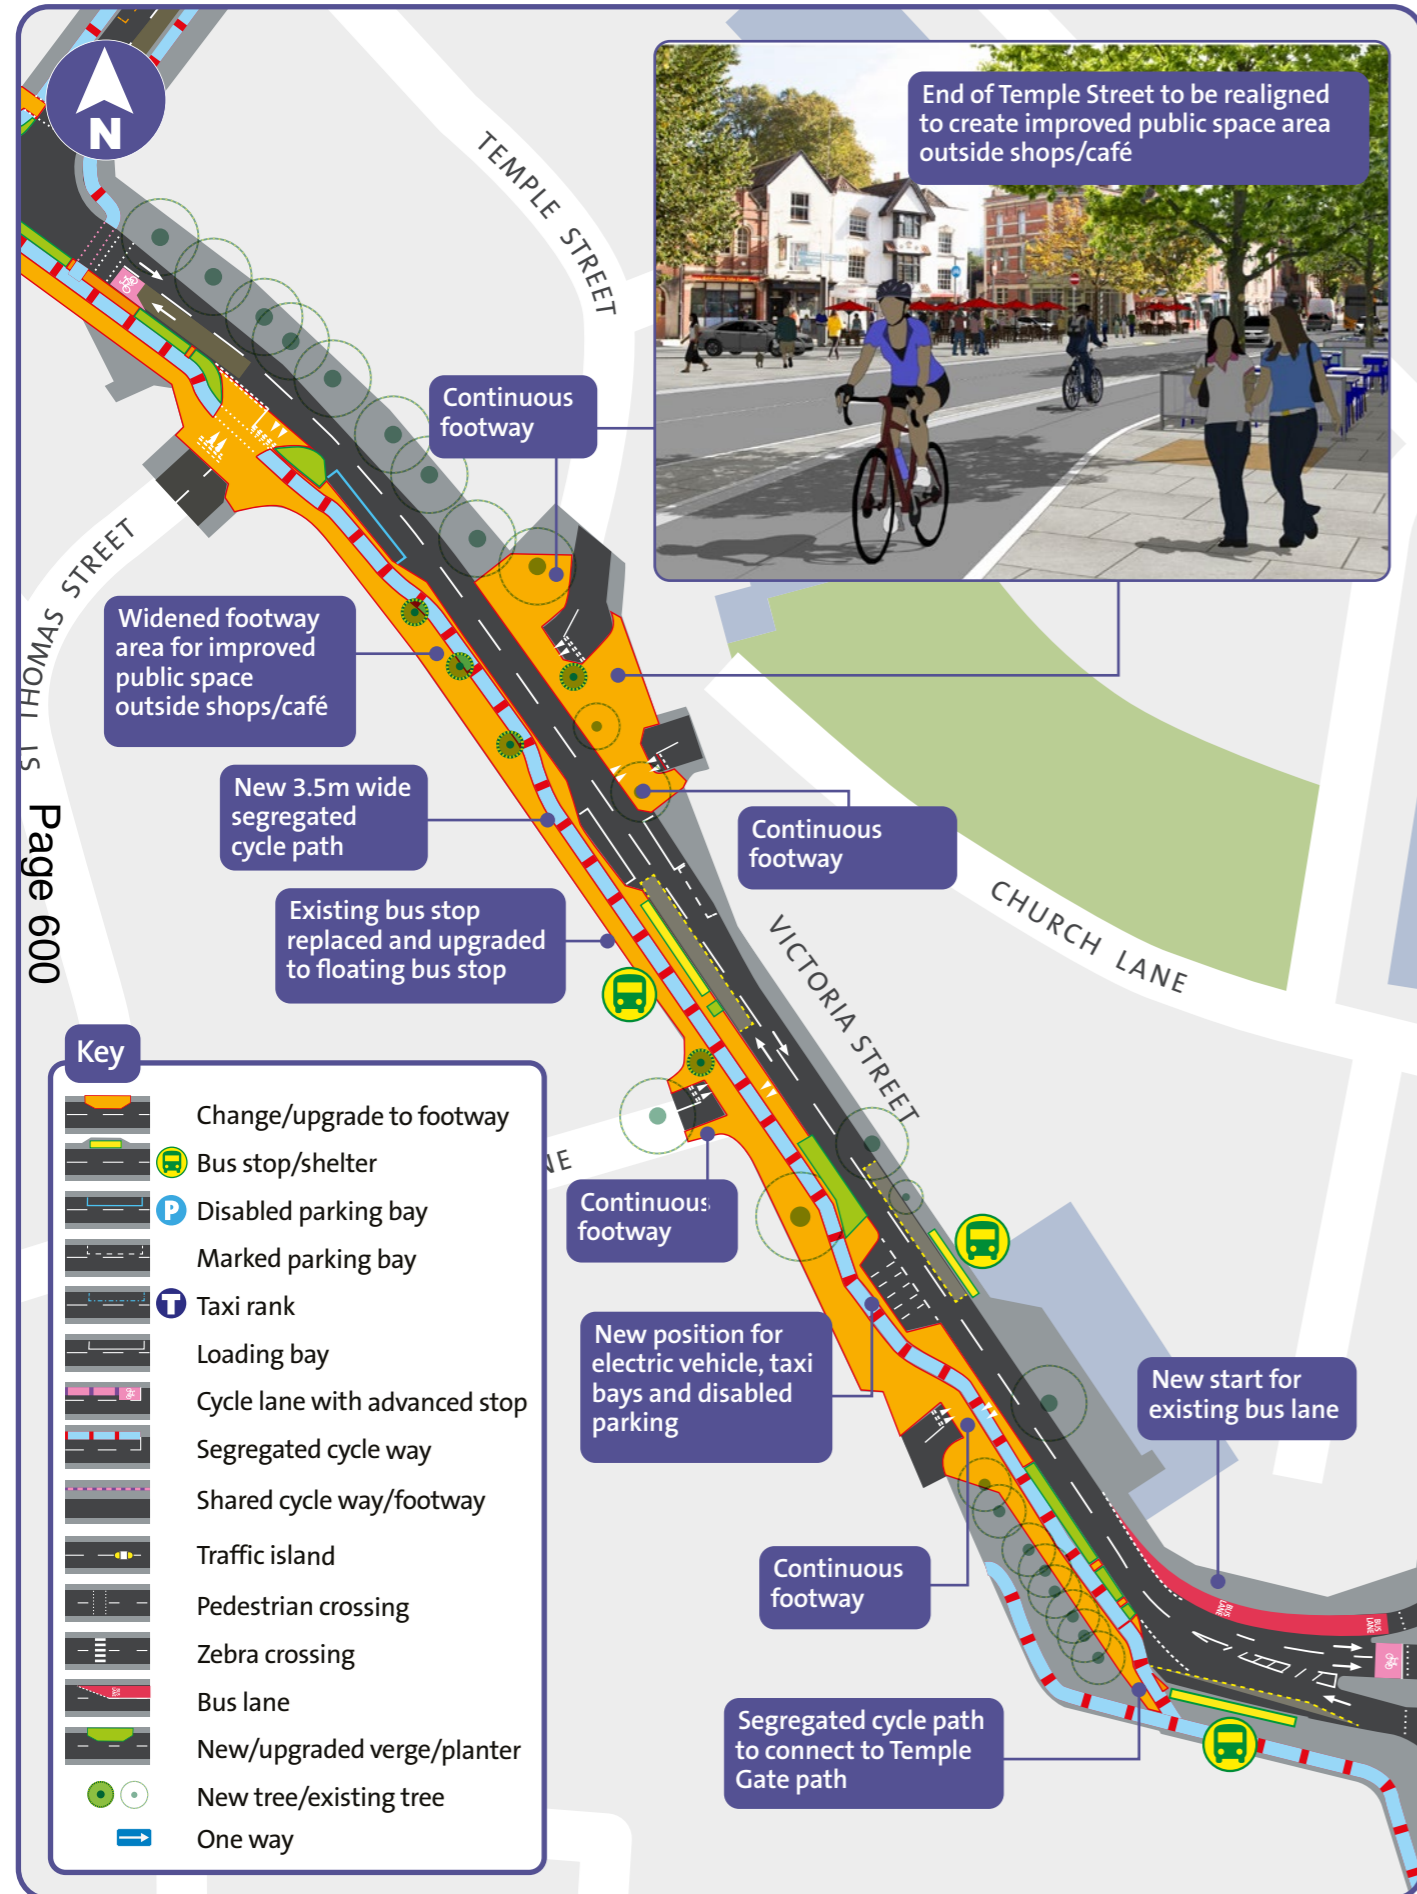 N
TEMPLE STREET
End of Temple Street to be realigned
to create improved public space area
outside shops/café
Continuous
footway
ST THOMAS STREET
Widened footway
area for improved
public space
outside shops/café
New 3.5m wide
segregated
cycle path
Continuous
footway
Existing bus stop
replaced and upgraded
to floating bus stop
CHURCH LANE
VICTORIA STREET
Page 600
NE
Continuous
footway
New position for
electric vehicle, taxi
bays and disabled
parking
New start for
existing bus lane
Continuous
footway
BUS
LANE
BUS
LANE
Segregated cycle path
to connect to Temple
Gate path
Key
Change/upgrade to footway
Bus stop/shelter
P
Disabled parking bay
Marked parking bay
T
Taxi rank
Loading bay
Cycle lane with advanced stop
Segregated cycle way
Shared cycle way/footway
Traffic island
Pedestrian crossing
Zebra crossing
Bus lane
New/upgraded verge/planter
New tree/existing tree
One way